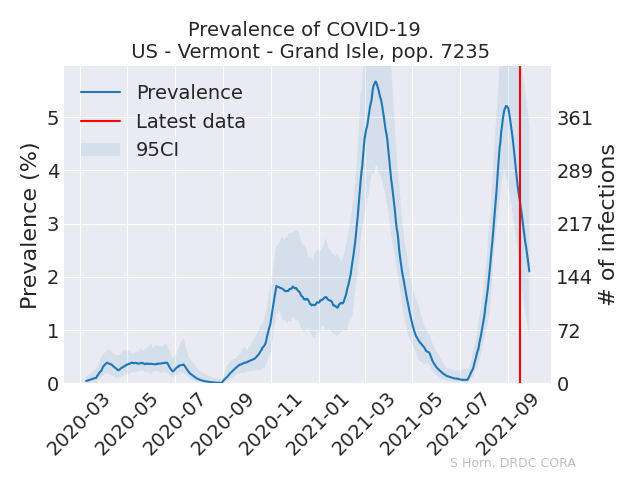 Prevalence of COVID-19
US - Vermont - Grand Isle, pop. 7235
Prevalence
Latest data
95CI
Prevalence (%)
5
4
3
2
1
0
361
289
217
144
72
0
# of infections
2020-03
2020-05
2020-07
2020-09
2020-11
2021-01
2021-03
2021-05
2021-07
2021-09
S Horn, DRDC CORA